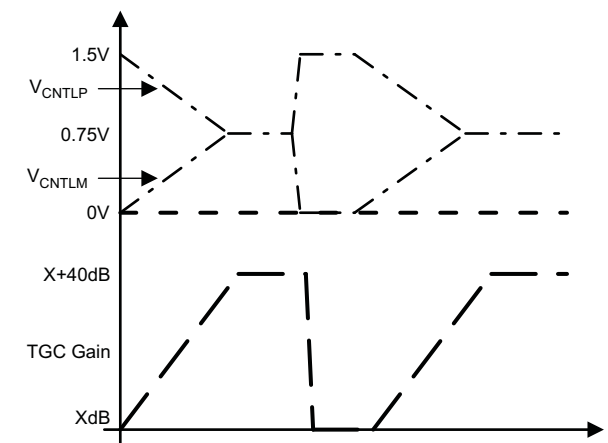 1.5V
VCNTLP
0.75V
VCNTLM
0V
X+40dB
TGC Gain
XdB